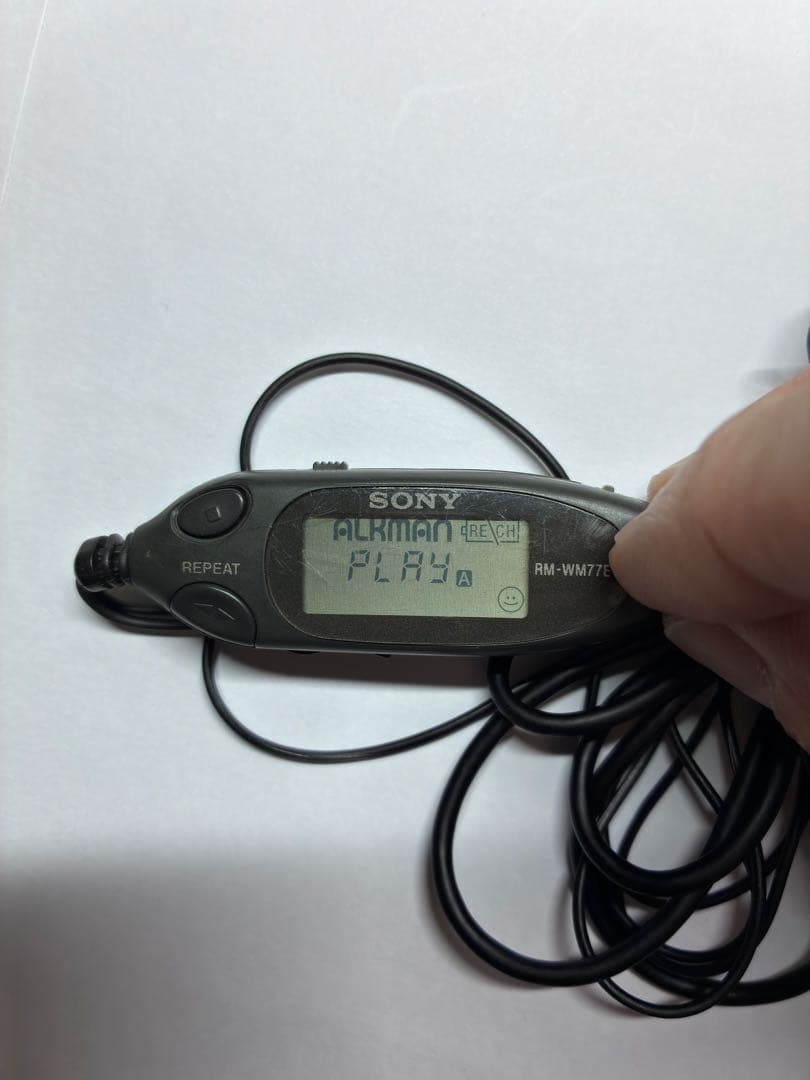 SONY
ALKMAN RE CH
PLAY A
REPEAT
RM-WM77E